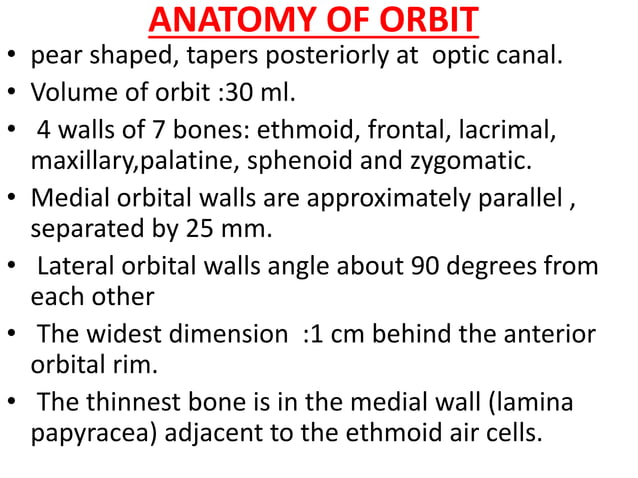 ANATOMY OF ORBIT
• pear shaped, tapers posteriorly at  optic canal.
• Volume of orbit :30 ml.
•  4 walls of 7 bones: ethmoid, frontal, lacrimal,
maxillary,palatine, sphenoid and zygomatic.
• Medial orbital walls are approximately parallel ,
separated by 25 mm.
•  Lateral orbital walls angle about 90 degrees from
each other
•  The widest dimension  :1 cm behind the anterior
orbital rim.
•  The thinnest bone is in the medial wall (lamina
papyracea) adjacent to the ethmoid air cells.